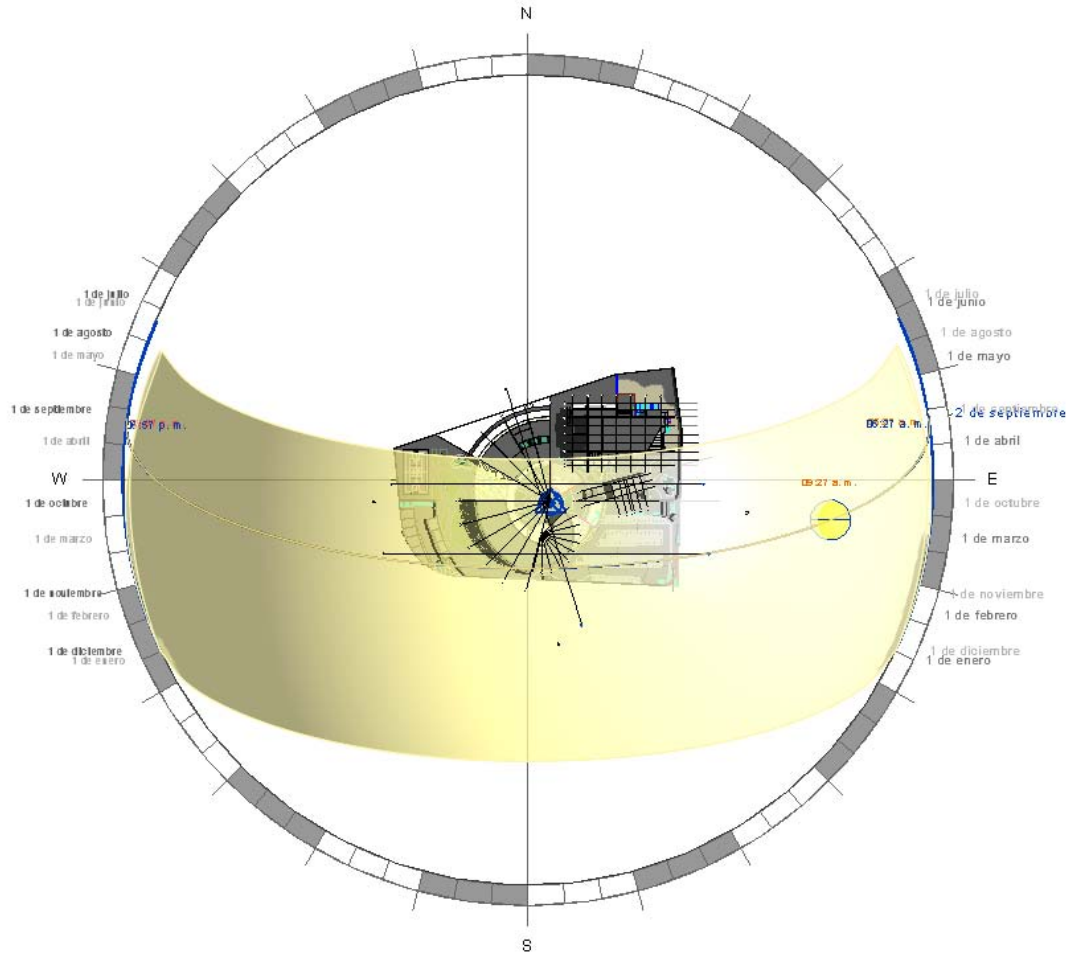 N
1 de julio
1 de junio
1 de agosto
1 de mayo
1 de septiembre
1 de abril
W
1 de octubre
1 de marzo
1 de noviembre
1 de febrero
1 de diciembre
1 de enero
09:27 a.m.
1 de julio
1 de junio
1 de agosto
1 de mayo
1 de septiembre
2 de septiembre
1 de abril
E
1 de octubre
1 de marzo
1 de noviembre
1 de febrero
1 de diciembre
1 de enero
S